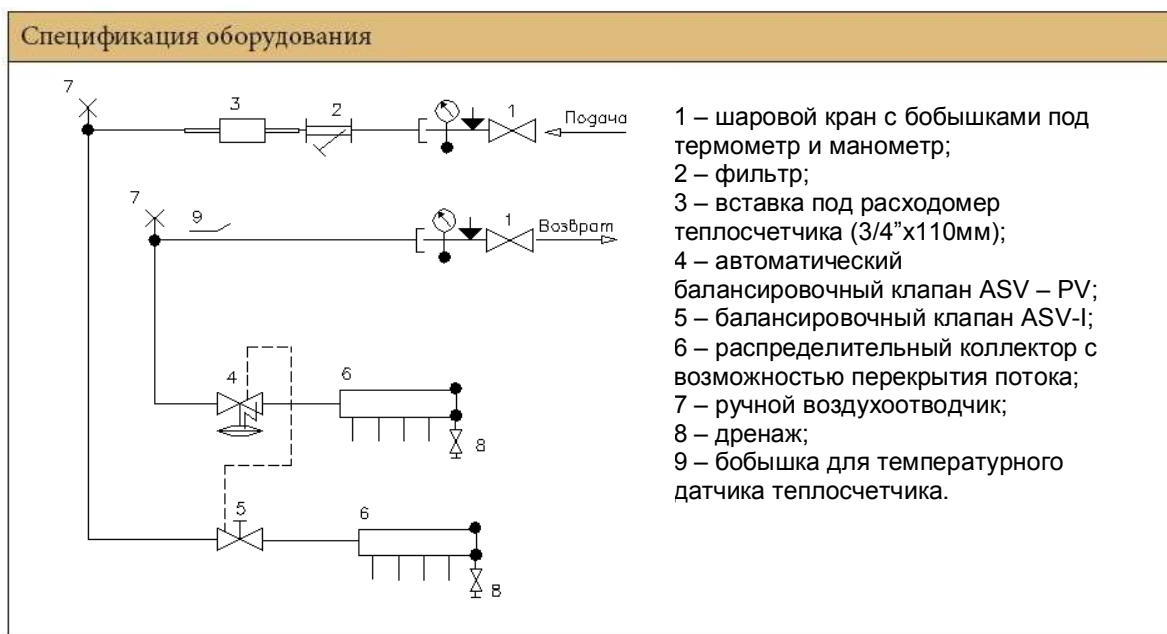 Спецификация оборудования
7
3
2
1
Подача
7
9
1
Возврат
4
6
8
5
6
8
1 – шаровой кран с бобышками под
термометр и манометр;
2 – фильтр;
3 – вставка под расходомер
теплосчетчика (3/4”х110мм);
4 – автоматический
балансировочный клапан ASV – PV;
5 – балансировочный клапан ASV-I;
6 – распределительный коллектор с
возможностью перекрытия потока;
7 – ручной воздухоотводчик;
8 – дренаж;
9 – бобышка для температурного
датчика теплосчетчика.